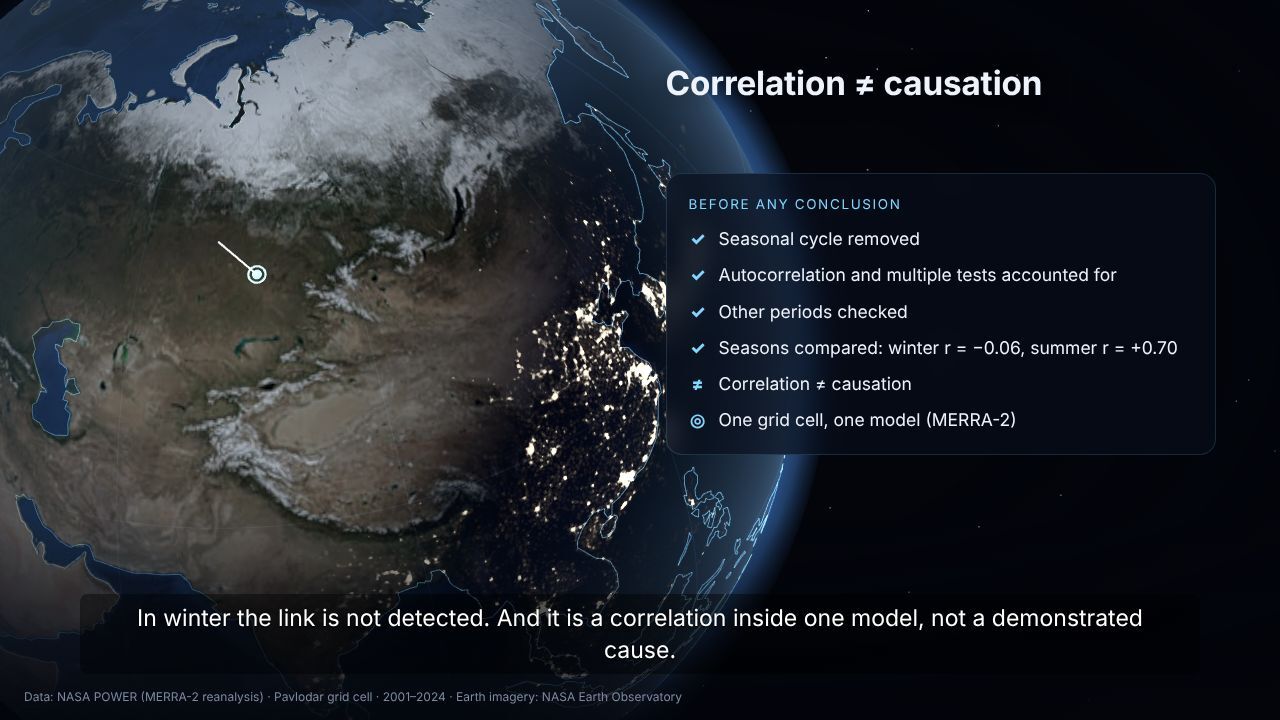 Correlation ≠ causation
BEFORE ANY CONCLUSION
✔ Seasonal cycle removed
✔ Autocorrelation and multiple tests accounted for
✔ Other periods checked
✔ Seasons compared: winter r = −0.06, summer r = +0.70
≠ Correlation ≠ causation
◎ One grid cell, one model (MERRA-2)
In winter the link is not detected. And it is a correlation inside one model, not a demonstrated
cause.
Data: NASA POWER (MERRA-2 reanalysis) · Pavlodar grid cell · 2001–2024 · Earth imagery: NASA Earth Observatory